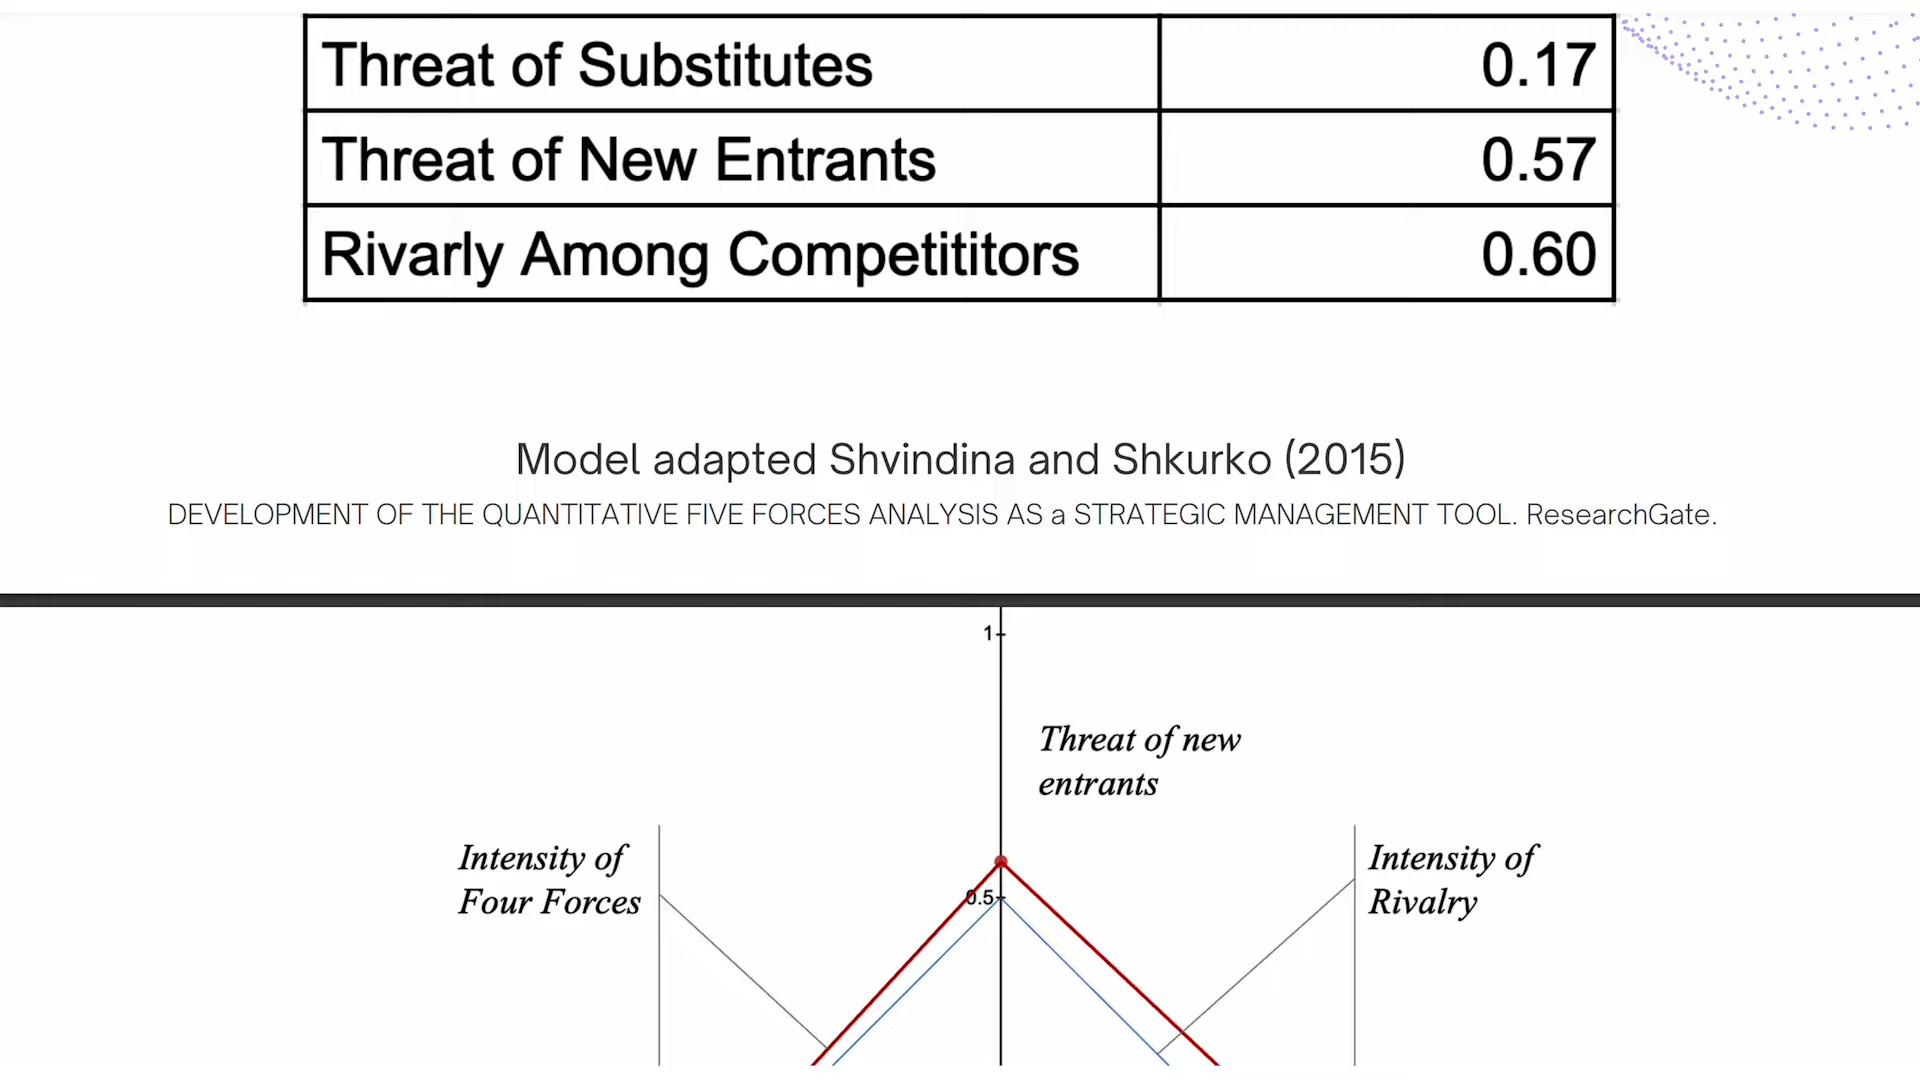 Threat of Substitutes 0.17
Threat of New Entrants 0.57
Rivarly Among Competititors 0.60
Model adapted Shvindina and Shkurko (2015)
DEVELOPMENT OF THE QUANTITATIVE FIVE FORCES ANALYSIS AS a STRATEGIC MANAGEMENT TOOL. ResearchGate.
1
Threat of new
entrants
Intensity of
Four Forces
0.5
Intensity of
Rivalry